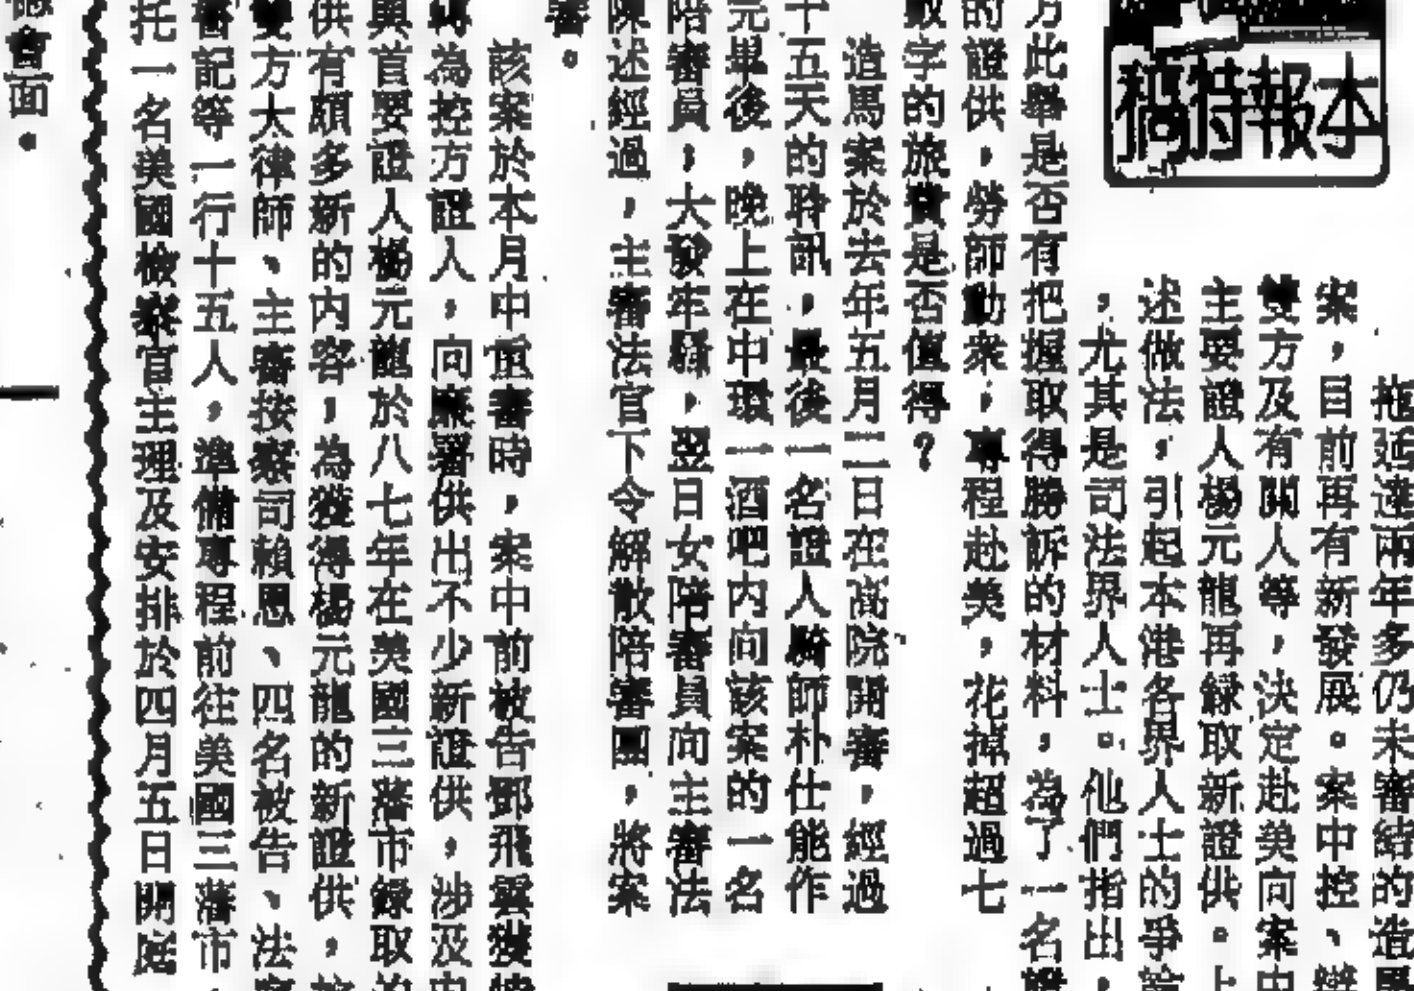 本報特稿
拖延達兩年多仍未審結的造馬
案，目前再有新發展。案中控、辯
雙方及有關人等，決定赴美向案中
主要證人楊元龍再錄取新證供。上
述做法，引起本港各界人士的爭論
，尤其是司法界人士。他們指出，
方此舉是否有把握取得勝訴的材料，為了一名證
的證供，勞師動衆，專程赴美，花掉超過七
數字的旅費是否值得？
造馬案於去年五月二日在高院開審，經過
十五天的聆訊，最後一名證人騎師朴仕能作
完畢後，晚上在中環一酒吧内向該案的一名
陪審員，大發牢騷，翌日女陪審員向主審法
陳述經過，主審法官下令解散陪審團，將案
審。
該案於本月中重審時，案中前被告鄧飛雲獲
轉為控方證人，向廉署供出不少新證供，涉及
與首要證人楊元龍於八七年在美國三藩市錄取的
供有頗多新的内容，為獲得楊元龍的新證供，
雙方大律師、主審按察司賴恩、四名被告、法庭
書記等一行十五人，準備專程前往美國三藩市，
托一名美國檢察官主理及安排於四月五日開庭
會面。